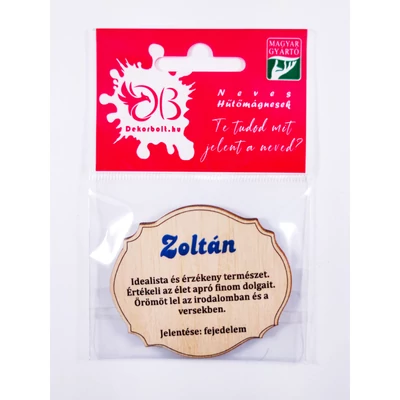 MAGYAR
GYÁRTÓ
DB
Dekorbolt.hu
Neves
Hűtőmágnesek
Te tudod mit
jelent a neved?
Zoltán
Idealista és érzékeny természet.
Értékeli az élet apró finom dolgait.
Örömöt lel az irodalomban és a
versekben.
Jelentése: fejedelem